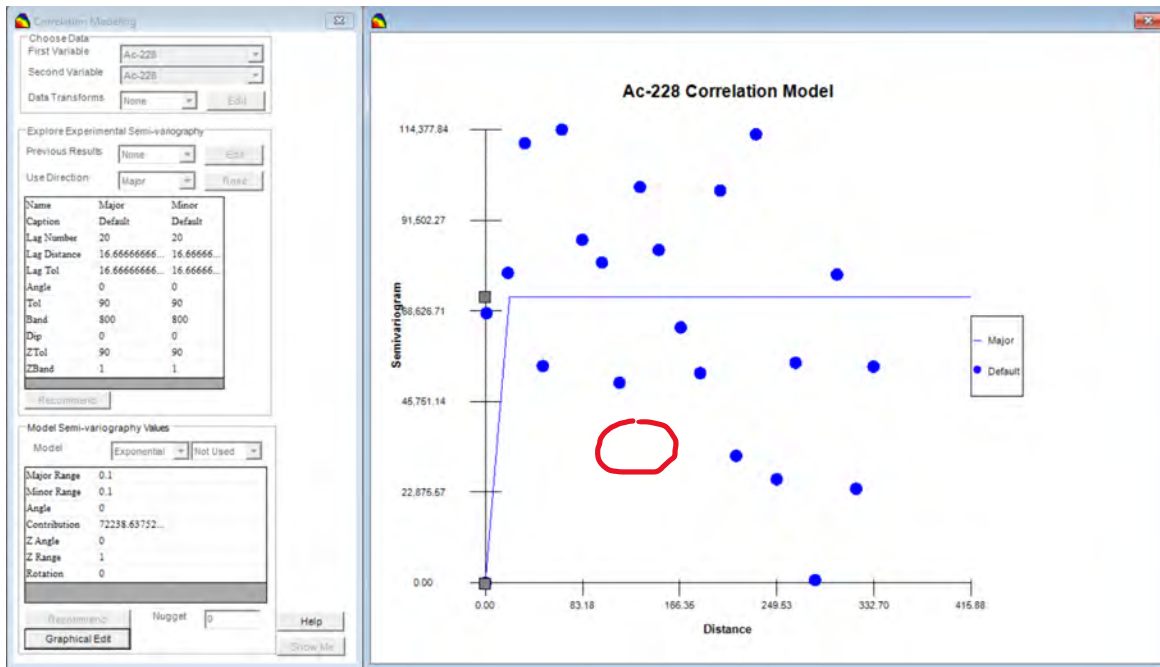 Correlation Modeling
Choose Data
First Variable Ac-228
Second Variable Ac-228
Data Transforms None Edit
Explore Experimental Semi-variography
Previous Results None Edit
Use Direction Major Reset
Name Major Minor
Caption Default Default
Lag Number 20 20
Lag Distance 16.66666666... 16.66666...
Lag Tol 16.66666666... 16.66666...
Angle 0 0
Tol 90 90
Band 800 800
Dip 0 0
ZTol 90 90
ZBand 1 1
Recommend
Model Semi-variography Values
Model Exponential Not Used
Major Range 0.1
Minor Range 0.1
Angle 0
Contribution 72238.63752...
Z Angle 0
Z Range 1
Rotation 0
Recommend Nugget 0 Help
Graphical Edit Show Me
Ac-228 Correlation Model
114,377.84
91,502.27
68,626.71
45,751.14
22,875.57
0.00
Semivariogram
0.00 83.18 166.35 249.53 332.70 415.88
Distance
Major
Default